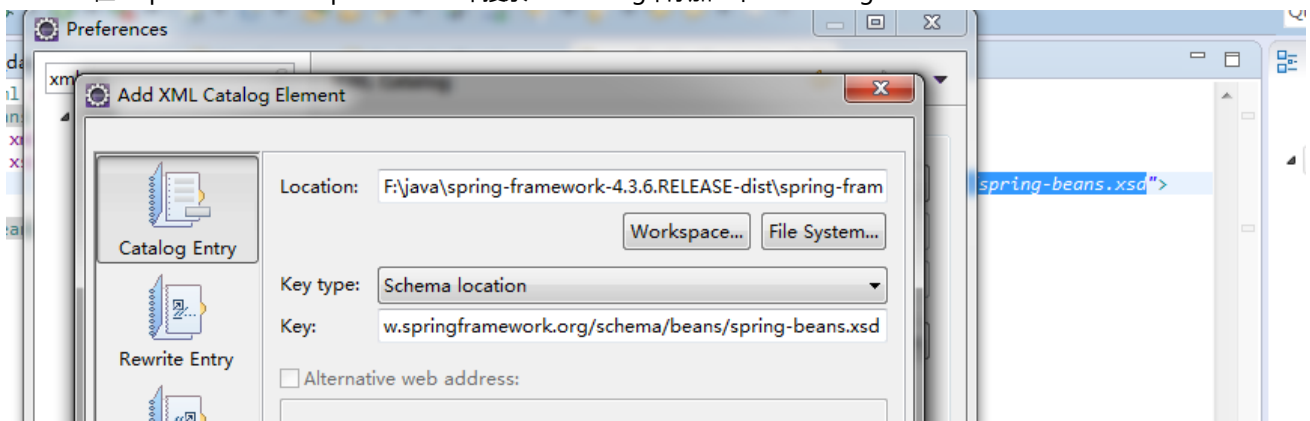 Preferences
xm
Add XML Catalog Element
Location:
F:\java\spring-framework-4.3.6.RELEASE-dist\spring-fram
spring-beans.xsd">
Workspace...
File System...
Catalog Entry
Key type:
Schema location
Key:
w.springframework.org/schema/beans/spring-beans.xsd
Rewrite Entry
Alternative web address: